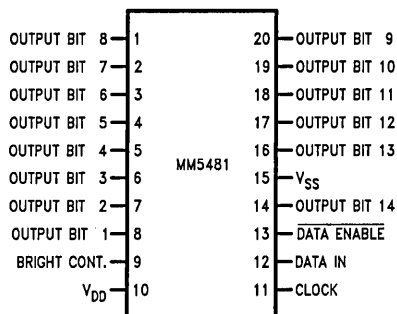 OUTPUT BIT 8 1 20 OUTPUT BIT 9
OUTPUT BIT 7 2 19 OUTPUT BIT 10
OUTPUT BIT 6 3 18 OUTPUT BIT 11
OUTPUT BIT 5 4 17 OUTPUT BIT 12
OUTPUT BIT 4 5 16 OUTPUT BIT 13
MM5481
OUTPUT BIT 3 6 15 VSS
OUTPUT BIT 2 7 14 OUTPUT BIT 14
OUTPUT BIT 1 8 13 DATA ENABLE
BRIGHT CONT. 9 12 DATA IN
VDD 10 11 CLOCK